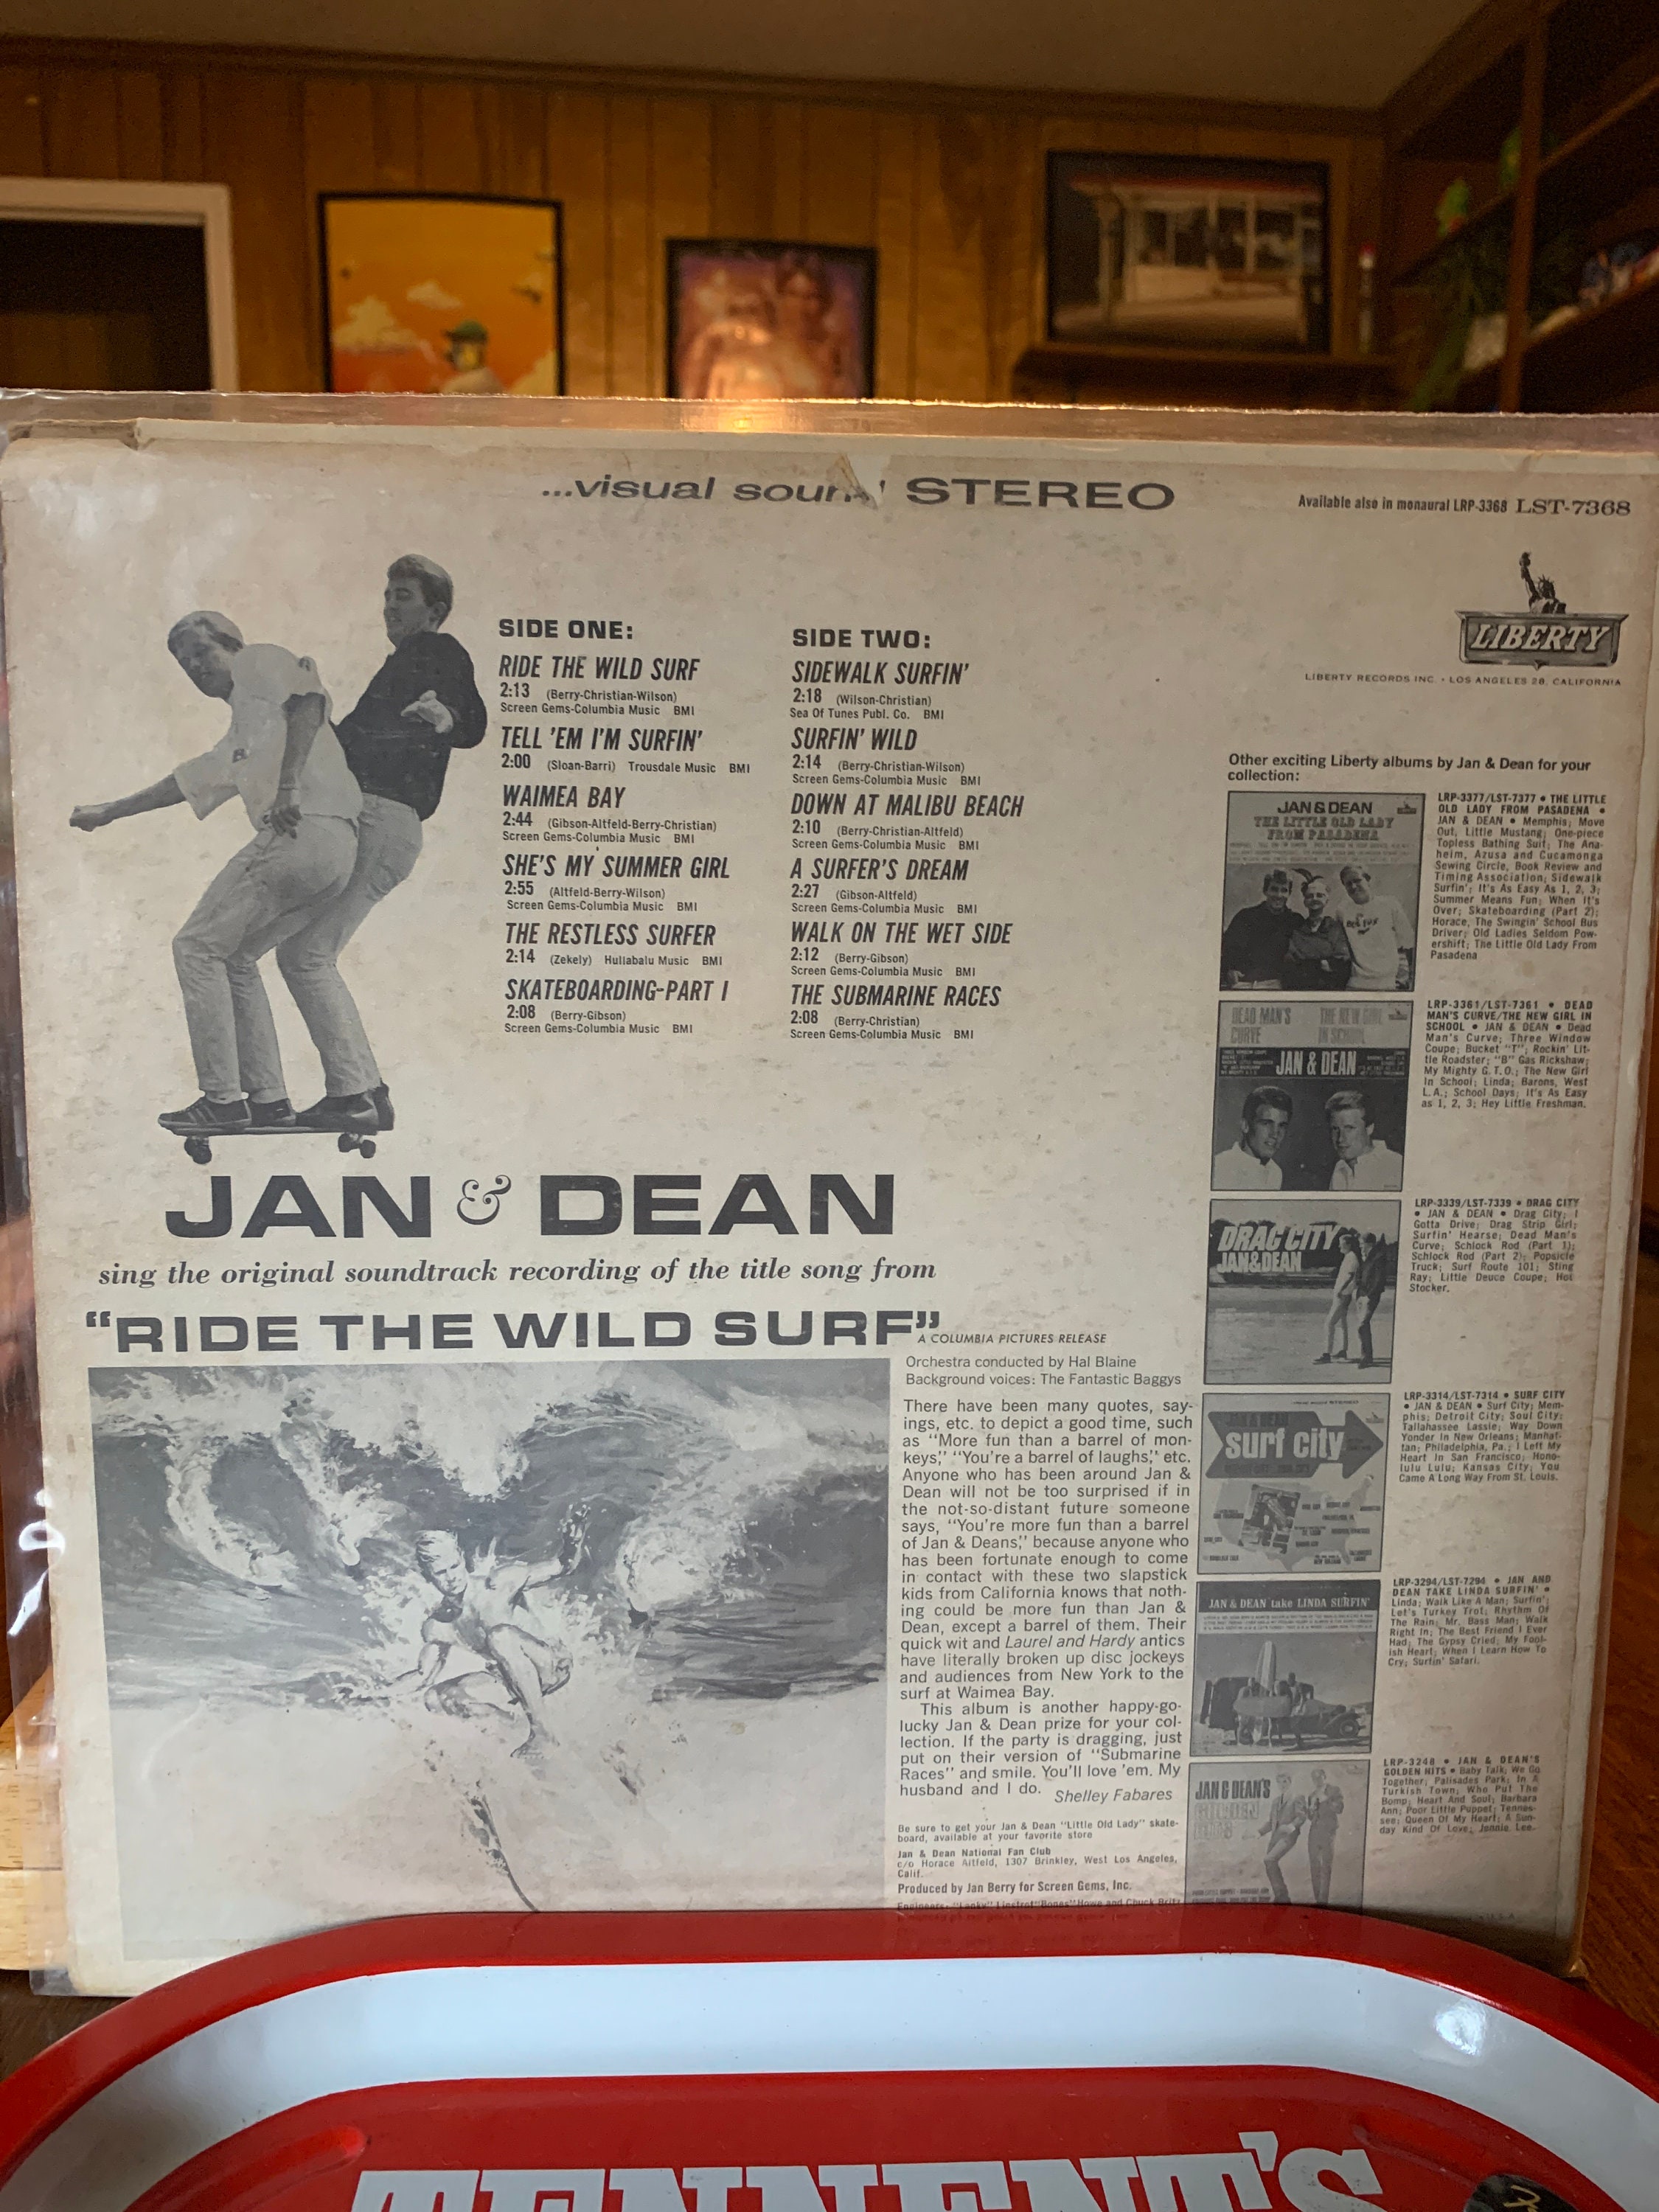 ...visual sound STEREO
Available also in monaural LRP-3368 LST-7368
LIBERTY
LIBERTY RECORDS INC. • LOS ANGELES 28, CALIFORNIA
SIDE ONE:
RIDE THE WILD SURF
2:13 (Berry-Christian-Wilson)
Screen Gems-Columbia Music BMI
TELL 'EM I'M SURFIN'
2:00 (Sloan-Barri) Trousdale Music BMI
WAIMEA BAY
2:44 (Gibson-Altfeld-Berry-Christian)
Screen Gems-Columbia Music BMI
SHE'S MY SUMMER GIRL
2:55 (Altfeld-Berry-Wilson)
Screen Gems-Columbia Music BMI
THE RESTLESS SURFER
2:14 (Zekely) Hullabalu Music BMI
SKATEBOARDING-PART I
2:08 (Berry-Gibson)
Screen Gems-Columbia Music BMI
SIDE TWO:
SIDEWALK SURFIN'
2:18 (Wilson-Christian)
Sea Of Tunes Publ. Co. BMI
SURFIN' WILD
2:14 (Berry-Christian-Wilson)
Screen Gems-Columbia Music BMI
DOWN AT MALIBU BEACH
2:10 (Berry-Christian-Altfeld)
Screen Gems-Columbia Music BMI
A SURFER'S DREAM
2:27 (Gibson-Altfeld)
Screen Gems-Columbia Music BMI
WALK ON THE WET SIDE
2:12 (Berry-Gibson)
Screen Gems-Columbia Music BMI
THE SUBMARINE RACES
2:08 (Berry-Christian)
Screen Gems-Columbia Music BMI
JAN & DEAN
sing the original soundtrack recording of the title song from
"RIDE THE WILD SURF"
A COLUMBIA PICTURES RELEASE
Orchestra conducted by Hal Blaine
Background voices: The Fantastic Baggys
There have been many quotes, say-
ings, etc. to depict a good time, such
as "More fun than a barrel of mon-
keys," "You're a barrel of laughs," etc.
Anyone who has been around Jan &
Dean will not be too surprised if in
the not-so-distant future someone
says, "You're more fun than a barrel
of Jan & Deans," because anyone who
has been fortunate enough to come
in contact with these two slapstick
kids from California knows that noth-
ing could be more fun than Jan &
Dean, except a barrel of them. Their
quick wit and Laurel and Hardy antics
have literally broken up disc jockeys
and audiences from New York to the
surf at Waimea Bay.
This album is another happy-go-
lucky Jan & Dean prize for your col-
lection. If the party is dragging, just
put on their version of "Submarine
Races" and smile. You'll love 'em. My
husband and I do.
Shelley Fabares
Be sure to get your Jan & Dean "Little Old Lady" skate-
board, available at your favorite store
Jan & Dean National Fan Club
c/o Horace Altfeld, 1307 Brinkley, West Los Angeles,
Calif.
Produced by Jan Berry for Screen Gems, Inc.
Engineers: "Lanky" Linstrot "Bones" Howe and Chuck Britz
Other exciting Liberty albums by Jan & Dean for your
collection:
JAN & DEAN
THE LITTLE OLD LADY
FROM PASADENA
LRP-3377/LST-7377 • THE LITTLE
OLD LADY FROM PASADENA •
JAN & DEAN • Memphis; Move
Out, Little Mustang; One-piece
Topless Bathing Suit; The Ana-
heim, Azusa and Cucamonga
Sewing Circle, Book Review and
Timing Association; Sidewalk
Surfin'; It's As Easy As 1, 2, 3;
Summer Means Fun; When It's
Over; Skateboarding (Part 2);
Horace, The Swingin' School Bus
Driver; Old Ladies Seldom Pow-
ershift; The Little Old Lady From
Pasadena
DEAD MAN'S CURVE
THE NEW GIRL IN SCHOOL
JAN & DEAN
LRP-3361/LST-7361 • DEAD
MAN'S CURVE/THE NEW GIRL IN
SCHOOL • JAN & DEAN • Dead
Man's Curve; Three Window
Coupe; Bucket "T"; Rockin' Lit-
tle Roadster; "B" Gas Rickshaw;
My Mighty G.T.O.; The New Girl
In School; Linda; Barons, West
L.A.; School Days; It's As Easy
as 1, 2, 3; Hey Little Freshman.
DRAG CITY
JAN & DEAN
LRP-3339/LST-7339 • DRAG CITY
• JAN & DEAN • Drag City; I
Gotta Drive; Drag Strip Girl;
Surfin' Hearse; Dead Man's
Curve; Schlock Rod (Part 1);
Schlock Rod (Part 2); Popsicle
Truck; Surf Route 101; Sting
Ray; Little Deuce Coupe; Hot
Stocker.
JAN & DEAN
surf city
LRP-3314/LST-7314 • SURF CITY
• JAN & DEAN • Surf City; Mem-
phis; Detroit City; Soul City;
Tallahassee Lassie; Way Down
Yonder In New Orleans; Manhat-
tan; Philadelphia, Pa.; I Left My
Heart In San Francisco; Hono-
lulu Lulu; Kansas City; You
Came A Long Way From St. Louis.
JAN & DEAN take LINDA SURFIN'
LRP-3294/LST-7294 • JAN AND
DEAN TAKE LINDA SURFIN' •
Linda; Walk Like A Man; Surfin';
Let's Turkey Trot; Rhythm Of
The Rain; Mr. Bass Man; Walk
Right In; The Best Friend I Ever
Had; The Gypsy Cried; My Fool-
ish Heart; When I Learn How To
Cry; Surfin' Safari.
JAN & DEAN'S
GOLDEN
HITS
LRP-3248 • JAN & DEAN'S
GOLDEN HITS • Baby Talk; We Go
Together; Palisades Park; In A
Turkish Town; Who Put The
Bomp; Heart And Soul; Barbara
Ann; Poor Little Puppet; Tennes-
see; Queen Of My Heart; A Sun-
day Kind Of Love; Jennie Lee.
TENNENT'S